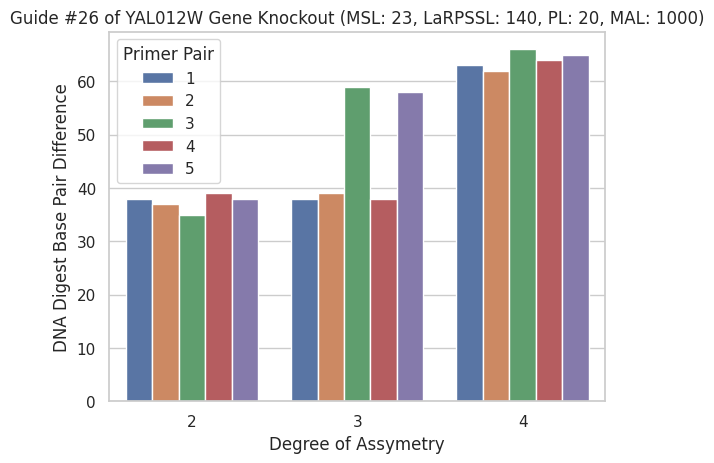 Guide #26 of YAL012W Gene Knockout (MSL: 23, LaRPSSL: 140, PL: 20, MAL: 1000)
Primer Pair
1
2
3
4
5
DNA Digest Base Pair Difference
60
50
40
30
20
10
0
2 3 4
Degree of Assymetry